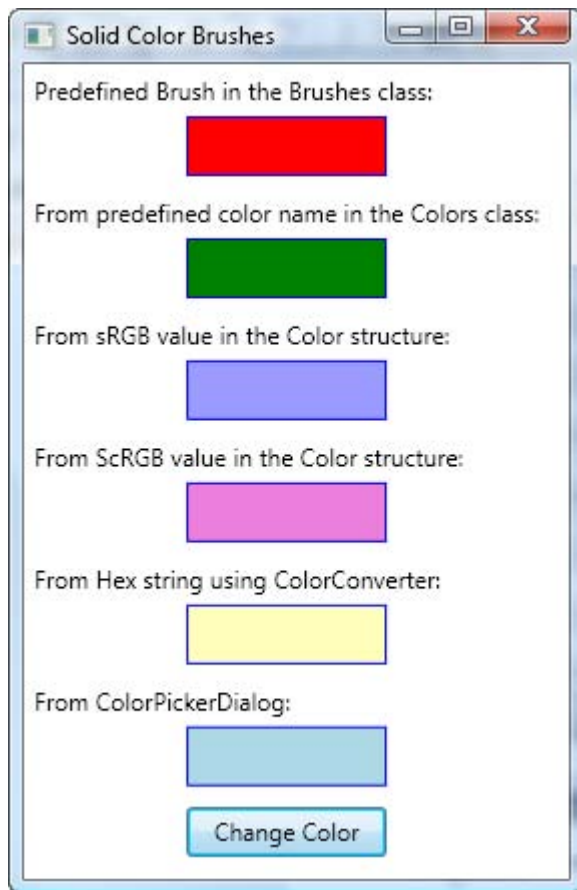 Solid Color Brushes
Predefined Brush in the Brushes class:
From predefined color name in the Colors class:
From sRGB value in the Color structure:
From ScRGB value in the Color structure:
From Hex string using ColorConverter:
From ColorPickerDialog:
Change Color